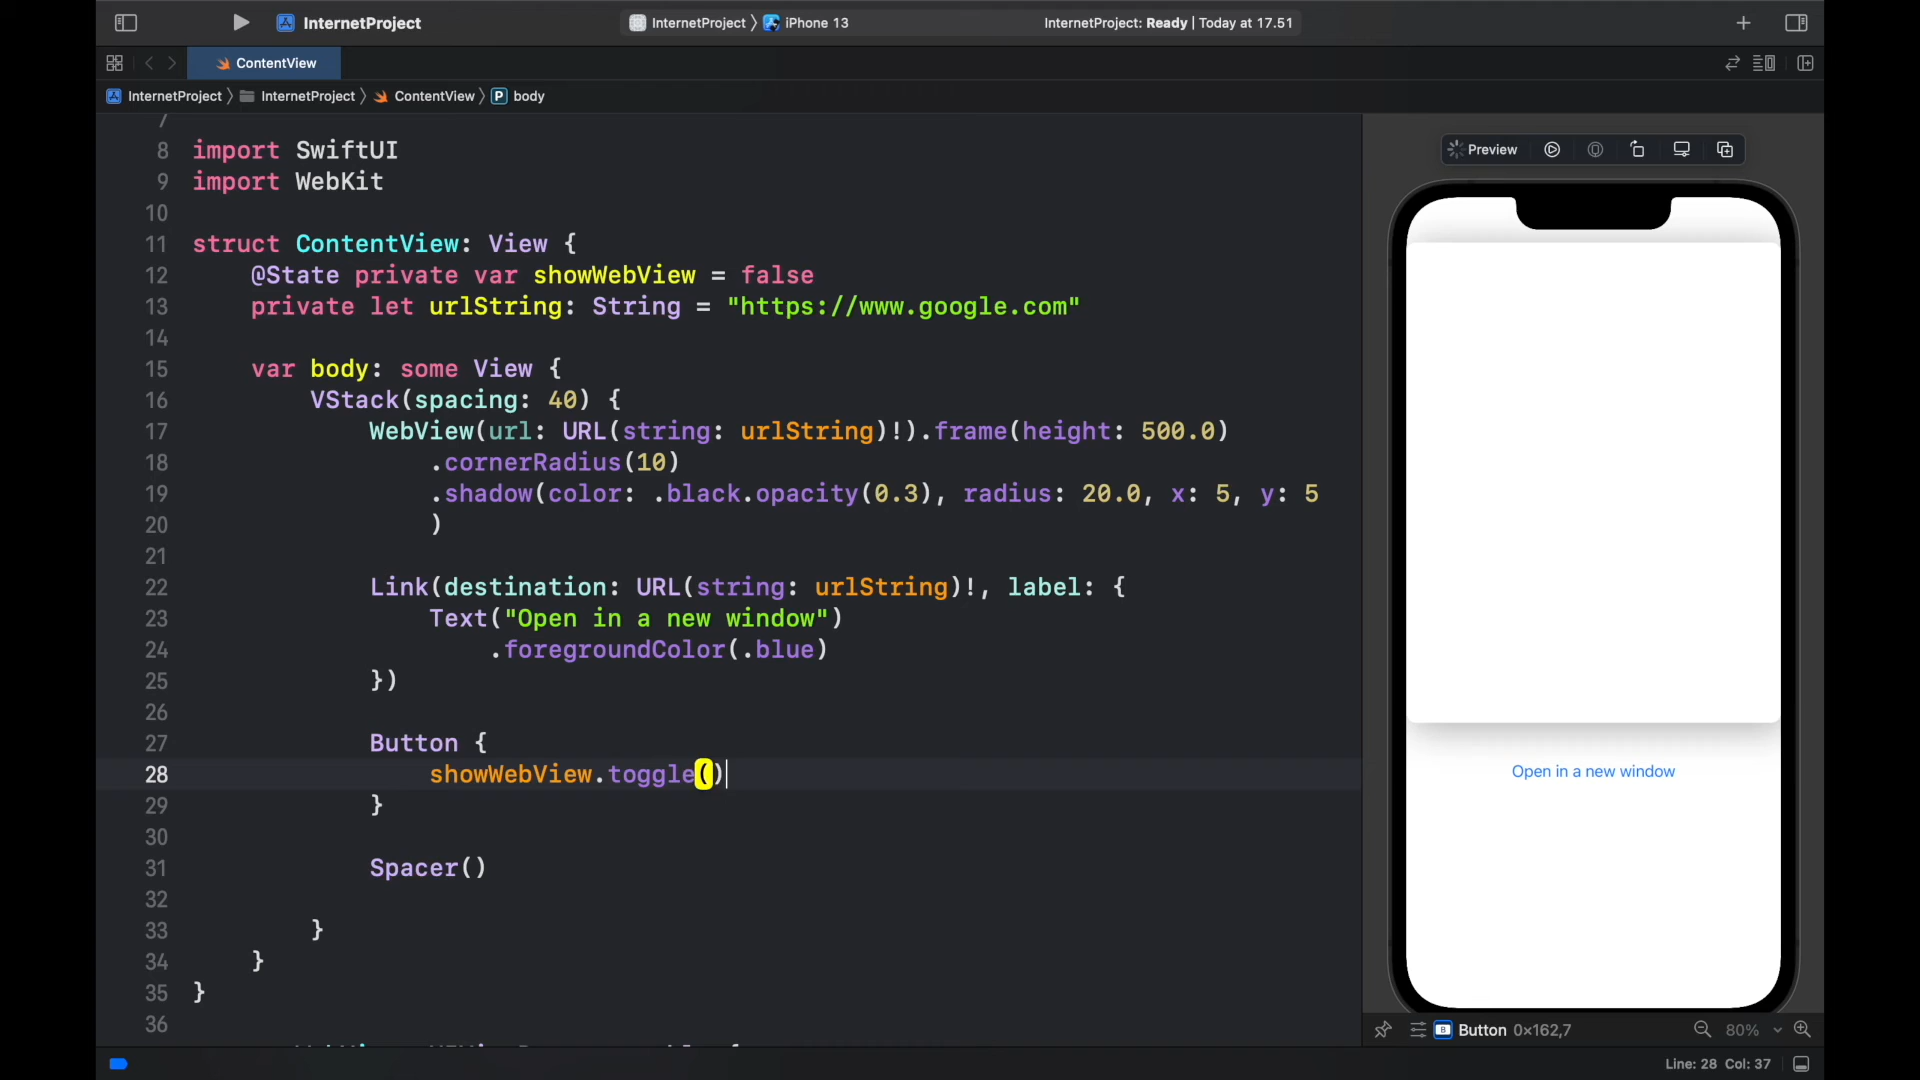 InternetProject
InternetProject 〉 iPhone 13
InternetProject: Ready | Today at 17.51
ContentView
InternetProject 〉 InternetProject 〉 ContentView 〉 P body
7
8 import SwiftUI
9 import WebKit
10
11 struct ContentView: View {
12 @State private var showWebView = false
13 private let urlString: String = "https://www.google.com"
14
15 var body: some View {
16 VStack(spacing: 40) {
17 WebView(url: URL(string: urlString)!).frame(height: 500.0)
18 .cornerRadius(10)
19 .shadow(color: .black.opacity(0.3), radius: 20.0, x: 5, y: 5
20 )
21
22 Link(destination: URL(string: urlString)!, label: {
23 Text("Open in a new window")
24 .foregroundColor(.blue)
25 })
26
27 Button {
28 showWebView.toggle()
29 }
30
31 Spacer()
32
33 }
34 }
35 }
36
Preview
Open in a new window
B Button 0×162,7
80%
Line: 28 Col: 37